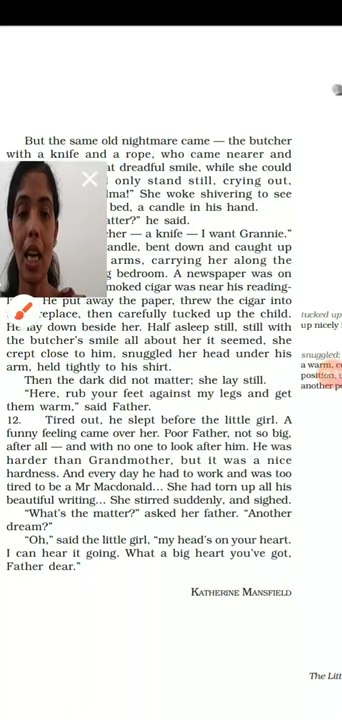 But the same old nightmare came — the butcher
with a knife and a rope, who came nearer and
at dreadful smile, while she could
only stand still, crying out,
She woke shivering to see
bed, a candle in his hand.
he said.
— a knife — I want Grannie."
bent down and caught up
arms, carrying her along the
bedroom. A newspaper was on
cigar was near his reading-
He put away the paper, threw the cigar into
then carefully tucked up the child.
He lay down beside her. Half asleep still, still with
the butcher's smile all about her it seemed, she
crept close to him, snuggled her head under his
arm, held tightly to his shirt.
Then the dark did not matter; she lay still.
"Here, rub your feet against my legs and get
them warm," said Father.
12. Tired out, he slept before the little girl. A
funny feeling came over her. Poor Father, not so big,
after all — and with no one to look after him. He was
harder than Grandmother, but it was a nice
hardness. And every day he had to work and was too
tired to be a Mr Macdonald... She had torn up all his
beautiful writing... She stirred suddenly, and sighed.
"What's the matter?" asked her father. "Another
dream?"
"Oh," said the little girl, "my head's on your heart.
I can hear it going. What a big heart you've got,
Father dear."
KATHERINE MANSFIELD
tucked up
up nicely
snuggled:
a warm,
position,
another
The